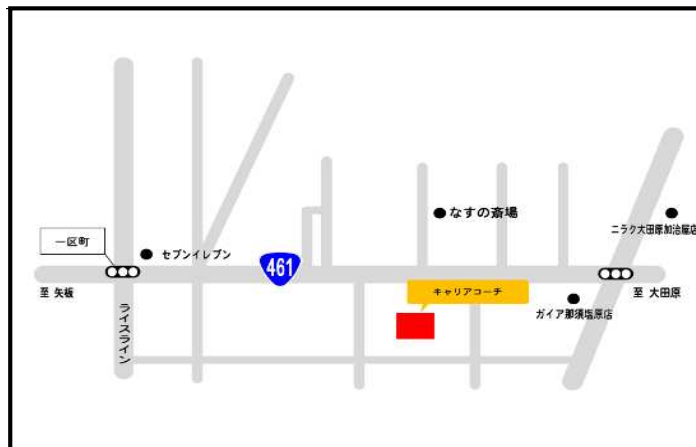 なすの斎場
ニラク大田原加治屋店
一区町
セブンイレブン
461
至 矢板
キャリアコーチ
至 大田原
ガイア那須塩原店
ライスライン